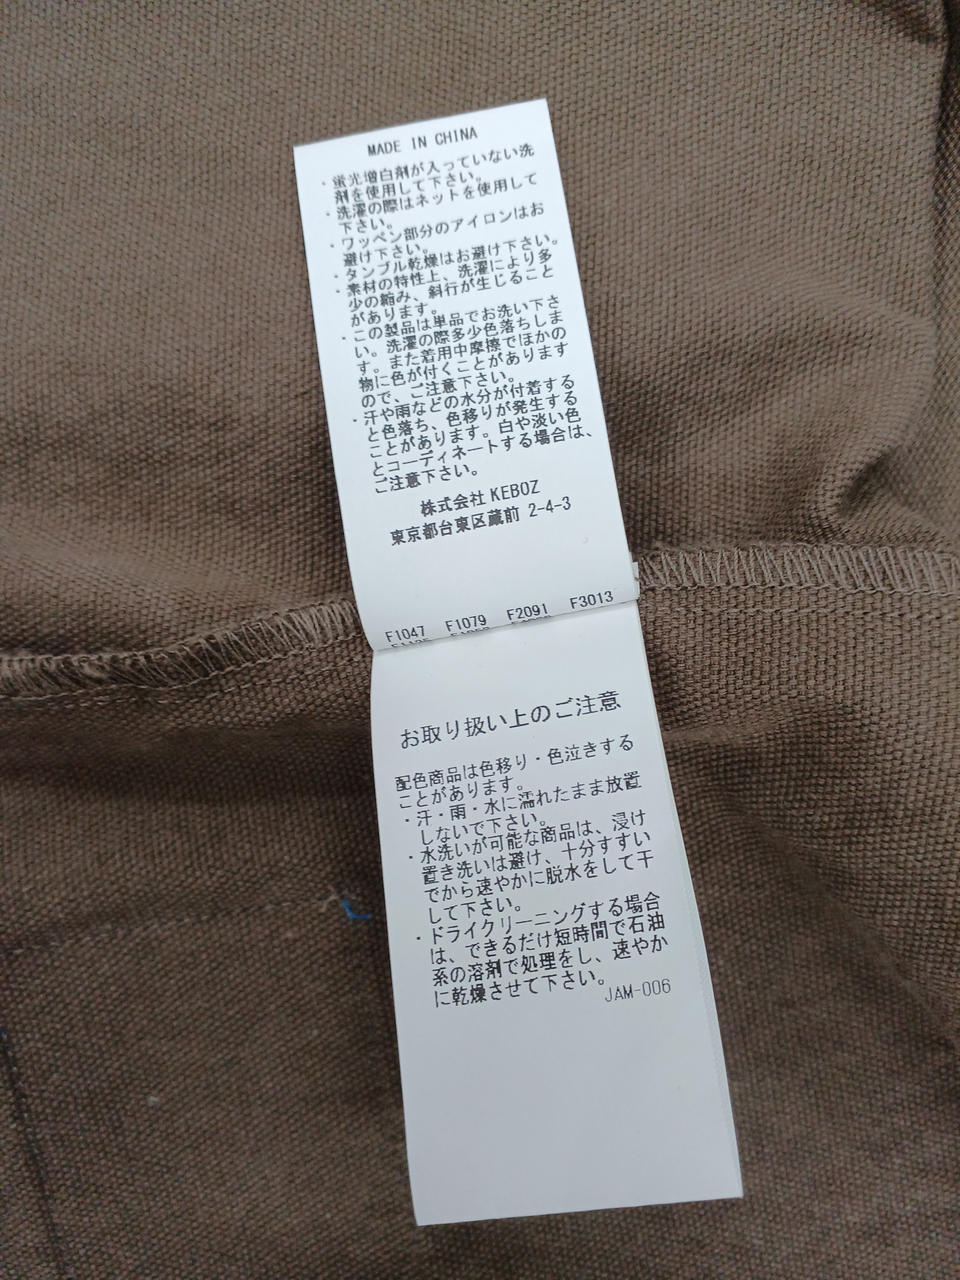 MADE IN CHINA
・蛍光増白剤が入っていない洗
剤を使用して下さい。
・洗濯の際はネットを使用して
下さい。
・ワッペン部分のアイロンはお
避け下さい。
・タンブル乾燥はお避け下さい。
・素材の特性上、洗濯により多
少の縮み、斜行が生じること
があります。
・この製品は単品でお洗い下さ
い。洗濯の際多少色落ちしま
す。また着用中摩擦でほかの
物に色が付くことがあります
ので、ご注意下さい。
・汗や雨などの水分が付着する
と色落ち、色移りが発生する
ことがあります。白や淡い色
とコーディネートする場合は、
ご注意下さい。
株式会社 KEBOZ
東京都台東区蔵前 2-4-3
F1047 F1079 F2091 F3013
お取り扱い上のご注意
配色商品は色移り・色泣きする
ことがあります。
・汗・雨・水に濡れたまま放置
しないで下さい。
・水洗いが可能な商品は、浸け
置き洗いは避け、十分すすい
でから速やかに脱水をして干
して下さい。
・ドライクリーニングする場合
は、できるだけ短時間で石油
系の溶剤で処理をし、速やか
に乾燥させて下さい。
JAM-006